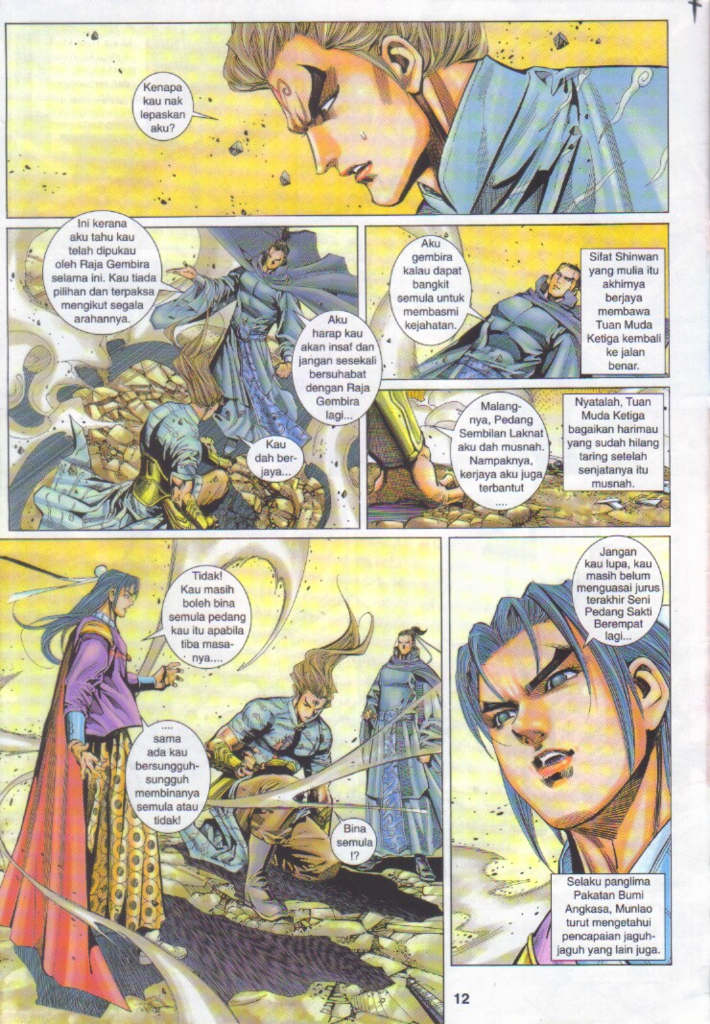 Kenapa
kau nak
lepaskan
aku?
Ini kerana
aku tahu kau
telah dipukau
oleh Raja Gembira
selama ini. Kau tiada
pilihan dan terpaksa
mengikut segala
arahannya.
Aku
harap kau
akan insaf dan
jangan sesekali
bersuhabat
dengan Raja
Gembira
lagi...
Kau
dah ber-
jaya...
Aku
gembira
kalau dapat
bangkit
semula untuk
membasmi
kejahatan.
Sifat Shinwan
yang mulia itu
akhirnya
berjaya
membawa
Tuan Muda
Ketiga kembali
ke jalan
benar.
Malang-
nya, Pedang
Sembilan Laknat
aku dah musnah.
Nampaknya,
kerjaya aku juga
terbantut
....
Nyatalah, Tuan
Muda Ketiga
bagaikan harimau
yang sudah hilang
taring setelah
senjatanya itu
musnah.
Tidak!
Kau masih
boleh bina
semula pedang
kau itu apabila
tiba masa-
nya....
....
sama
ada kau
bersungguh-
sungguh
membinanya
semula atau
tidak!
Bina
semula
!?
Jangan
kau lupa, kau
masih belum
menguasai jurus
terakhir Seni
Pedang Sakti
Berempat
lagi...
Selaku panglima
Pakatan Bumi
Angkasa, Munlao
turut mengetahui
pencapaian jaguh-
jaguh yang lain juga.
12